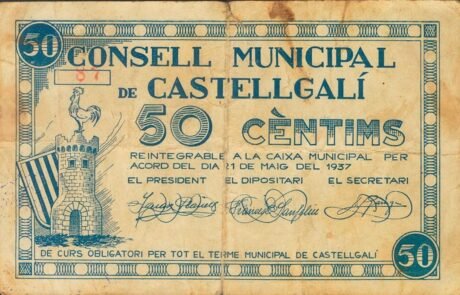 50
CONSELL MUNICIPAL
DE CASTELLGALÍ
50 CÈNTIMS
REINTEGRABLE A LA CAIXA MUNICIPAL PER
ACORD DEL DIA 21 DE MAIG DEL 1937
EL PRESIDENT EL DIPOSITARI EL SECRETARI
DE CURS OBLIGATORI PER TOT EL TERME MUNICIPAL DE CASTELLGALÍ
50